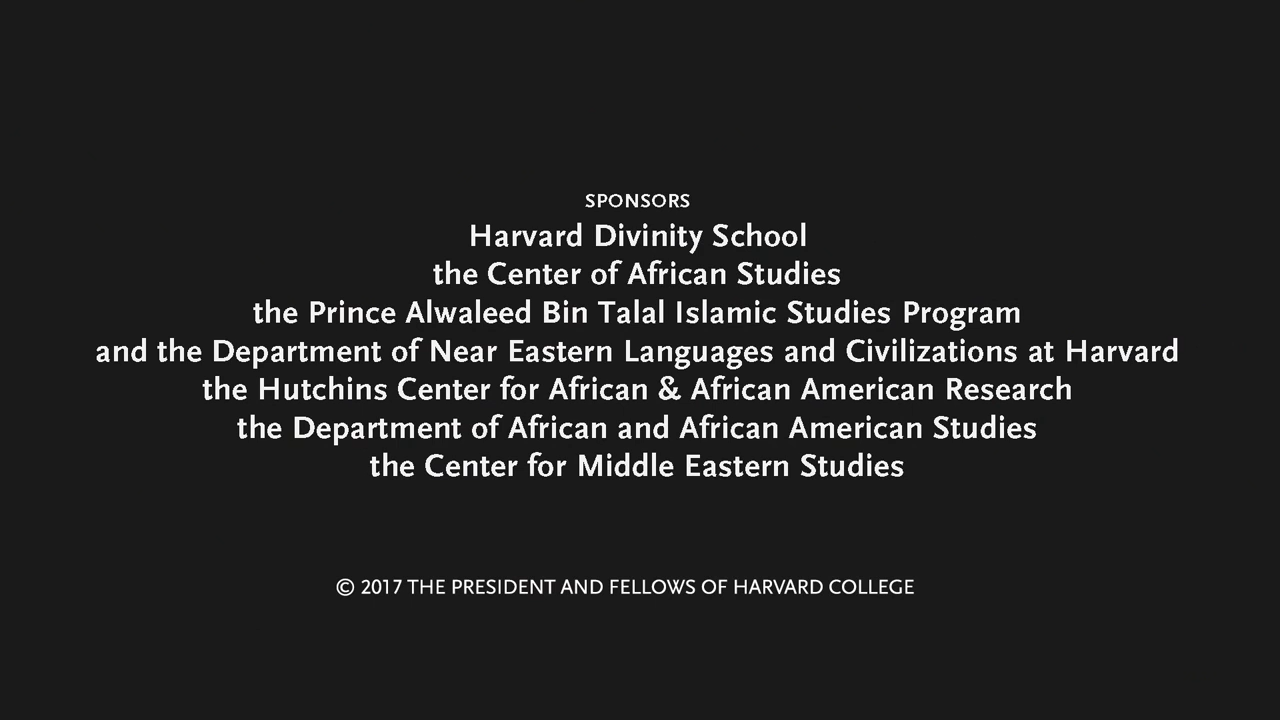 SPONSORS
Harvard Divinity School
the Center of African Studies
the Prince Alwaleed Bin Talal Islamic Studies Program
and the Department of Near Eastern Languages and Civilizations at Harvard
the Hutchins Center for African & African American Research
the Department of African and African American Studies
the Center for Middle Eastern Studies
© 2017 THE PRESIDENT AND FELLOWS OF HARVARD COLLEGE